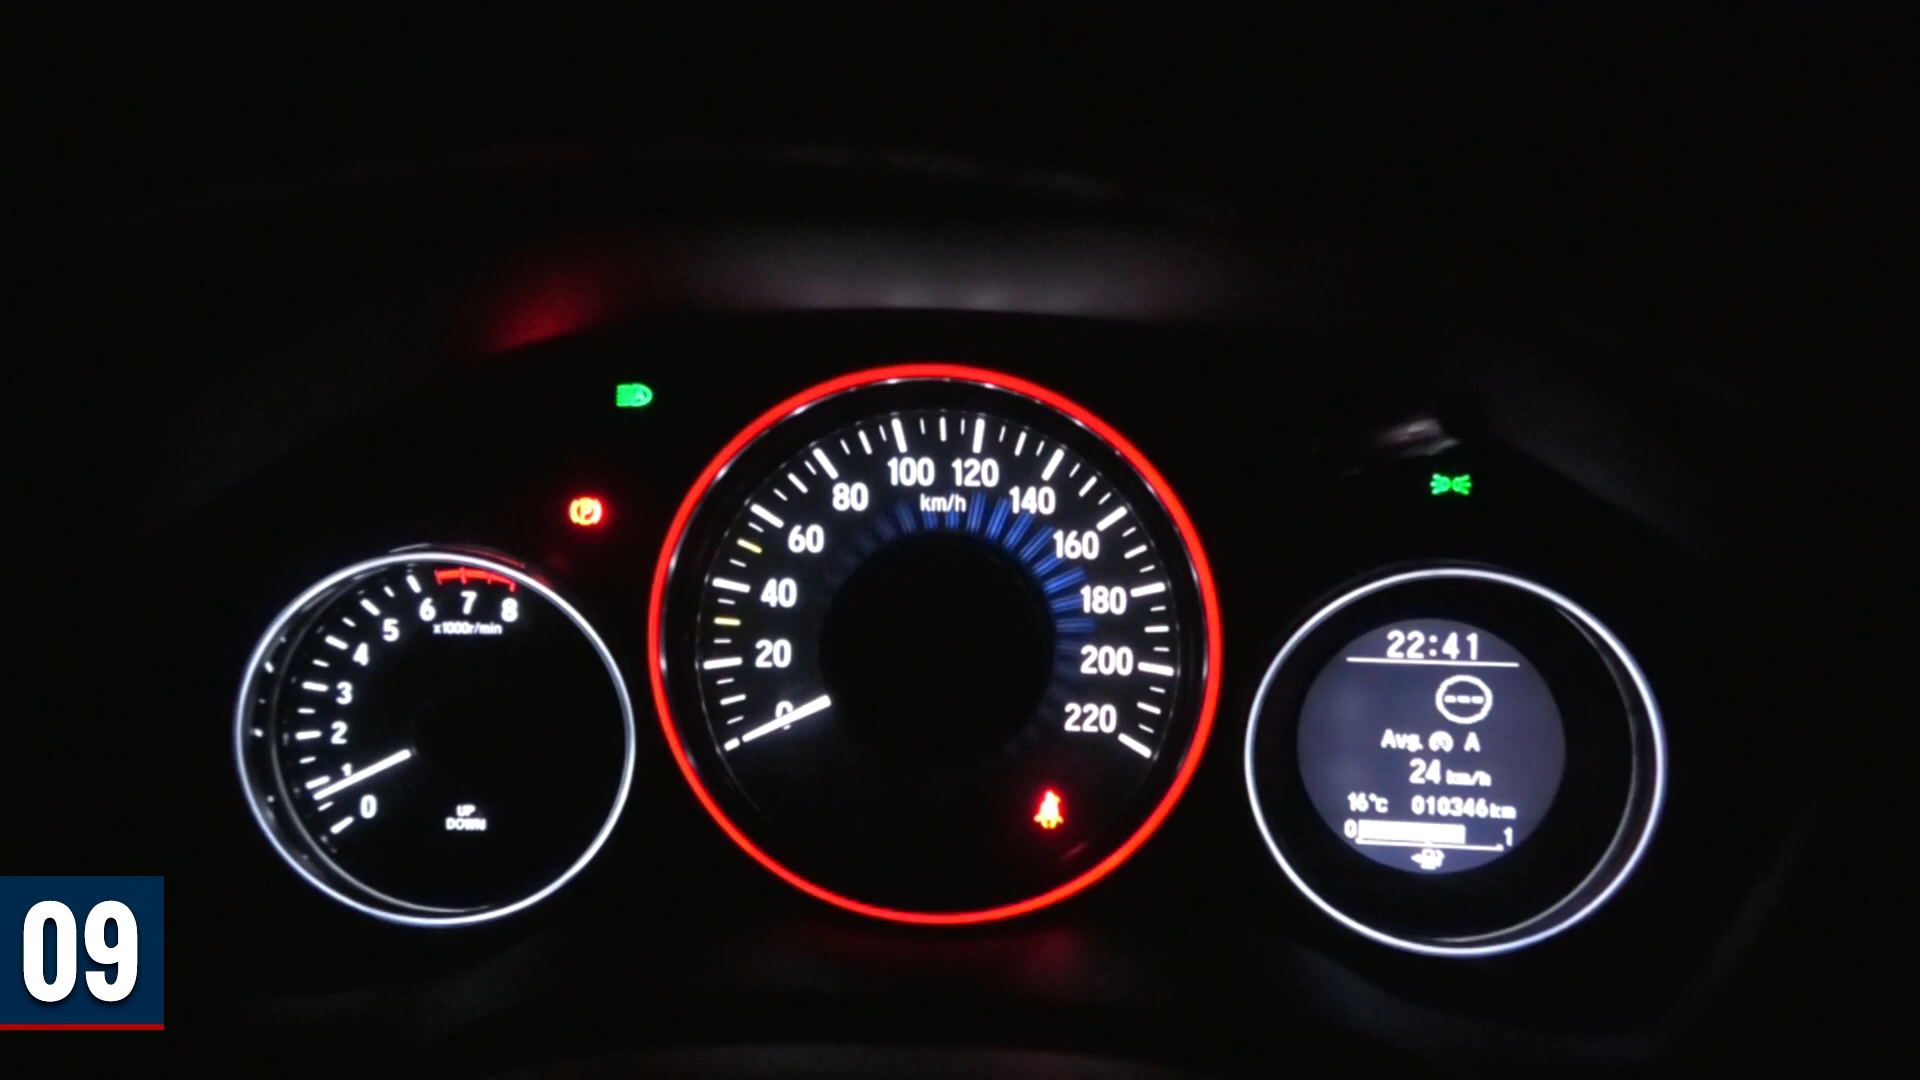 100 120
80 km/h 140
60 160
40 180
20 200
0 220
6 7 8
5 x1000r/min
4
3
2
1
0
UP
DOWN
P
A
22:41
---
Avg. A
24 km/h
16°c 010346km
0 1
09